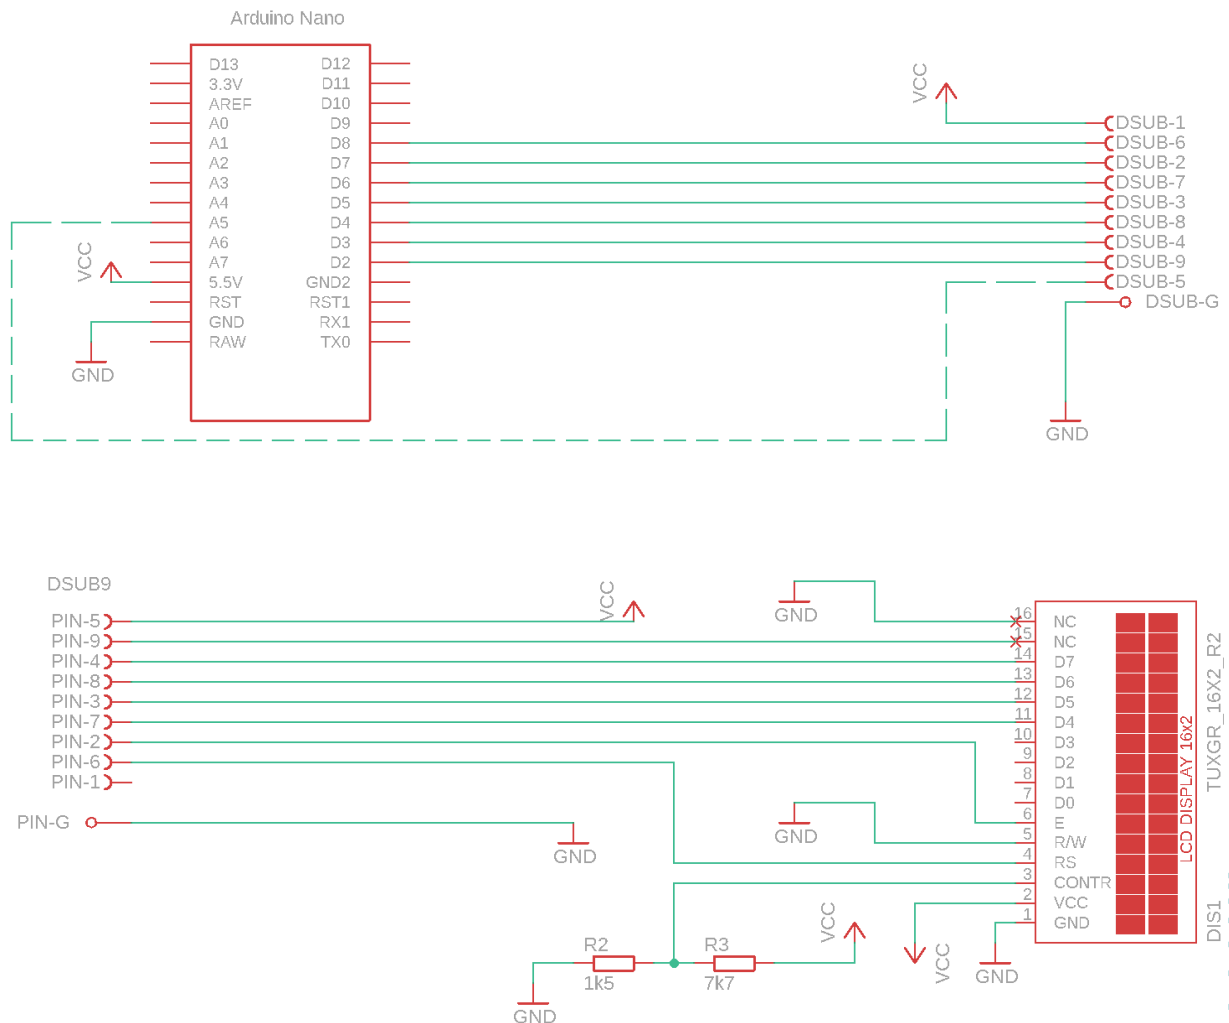 Arduino Nano
D13 D12
3.3V D11
AREF D10
A0 D9
A1 D8
A2 D7
A3 D6
A4 D5
A5 D4
A6 D3
A7 D2
5.5V GND2
RST RST1
GND RX1
RAW TX0
VCC
GND
VCC
DSUB-1
DSUB-6
DSUB-2
DSUB-7
DSUB-3
DSUB-8
DSUB-4
DSUB-9
DSUB-5
DSUB-G
GND
DSUB9
PIN-5
PIN-9
PIN-4
PIN-8
PIN-3
PIN-7
PIN-2
PIN-6
PIN-1
PIN-G
VCC
GND
GND
GND
16 NC
15 NC
14 D7
13 D6
12 D5
11 D4
10 D3
9 D2
8 D1
7 D0
6 E
5 R/W
4 RS
3 CONTR
2 VCC
1 GND
LCD DISPLAY 16x2
TUXGR_16X2_R2
DIS1
R2
1k5
R3
7k7
VCC
VCC
GND
GND